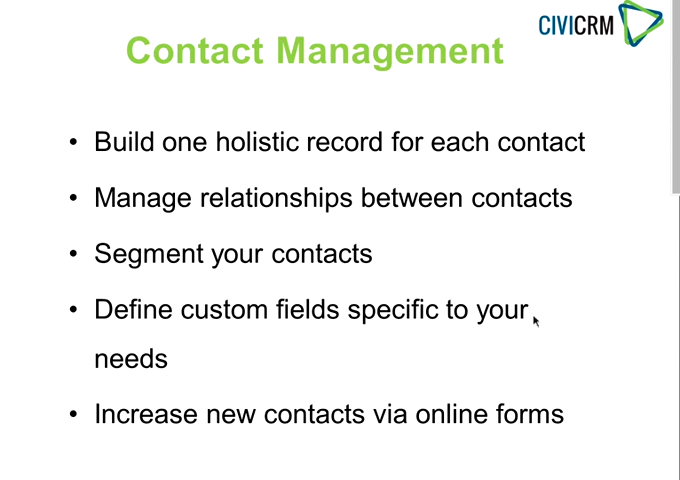 CIVICRM
Contact Management
• Build one holistic record for each contact
• Manage relationships between contacts
• Segment your contacts
• Define custom fields specific to your
needs
• Increase new contacts via online forms